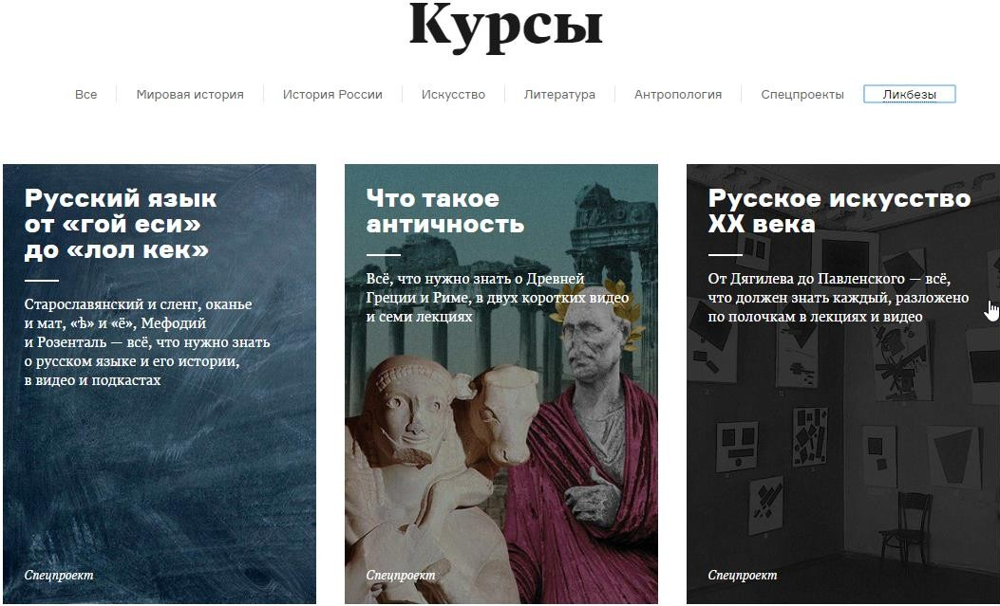 Курсы
Все
Мировая история
История России
Искусство
Литература
Антропология
Спецпроекты
Ликбезы
Русский язык
от «гой еси»
до «лол кек»
Старославянский и сленг, оканье
и мат, «ѣ» и «ё», Мефодий
и Розенталь — всё, что нужно знать
о русском языке и его истории,
в видео и подкастах
Спецпроект
Что такое
античность
Всё, что нужно знать о Древней
Греции и Риме, в двух коротких видео
и семи лекциях
Спецпроект
Русское искусство
XX века
От Дягилева до Павленского — всё,
что должен знать каждый, разложено
по полочкам в лекциях и видео
Спецпроект